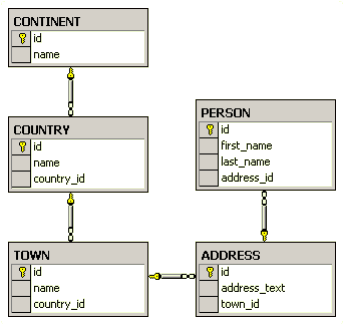 CONTINENT
id
name
COUNTRY
id
name
country_id
PERSON
id
first_name
last_name
address_id
TOWN
id
name
country_id
ADDRESS
id
address_text
town_id